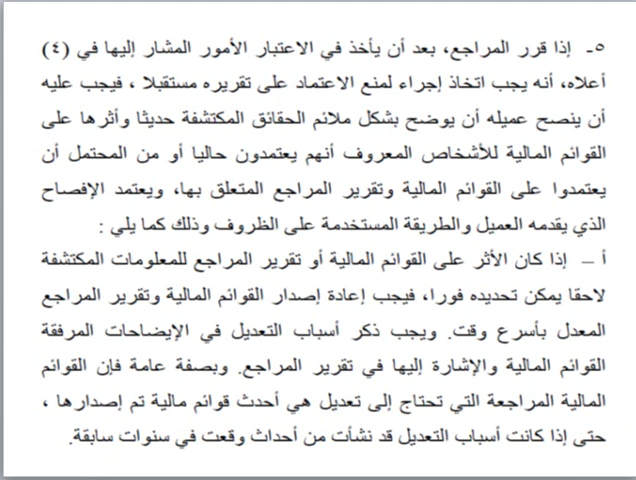 ٥- إذا قرر المراجع، بعد أن يأخذ في الاعتبار الأمور المشار إليها في (٤)
أعلاه، أنه يجب اتخاذ إجراء لمنع الاعتماد على تقريره مستقبلا ، فيجب عليه
أن ينصح عميله أن يوضح بشكل ملائم الحقائق المكتشفة حديثا وأثرها على
القوائم المالية للأشخاص المعروف أنهم يعتمدون حاليا أو من المحتمل أن
يعتمدوا على القوائم المالية وتقرير المراجع المتعلق بها، ويعتمد الإفصاح
الذي يقدمه العميل والطريقة المستخدمة على الظروف وذلك كما يلي :
أ – إذا كان الأثر على القوائم المالية أو تقرير المراجع للمعلومات المكتشفة
لاحقا يمكن تحديده فورا، فيجب إعادة إصدار القوائم المالية وتقرير المراجع
المعدل بأسرع وقت. ويجب ذكر أسباب التعديل في الإيضاحات المرفقة
القوائم المالية والإشارة إليها في تقرير المراجع. وبصفة عامة فإن القوائم
المالية المراجعة التي تحتاج إلى تعديل هي أحدث قوائم مالية تم إصدارها ،
حتى إذا كانت أسباب التعديل قد نشأت من أحداث وقعت في سنوات سابقة.